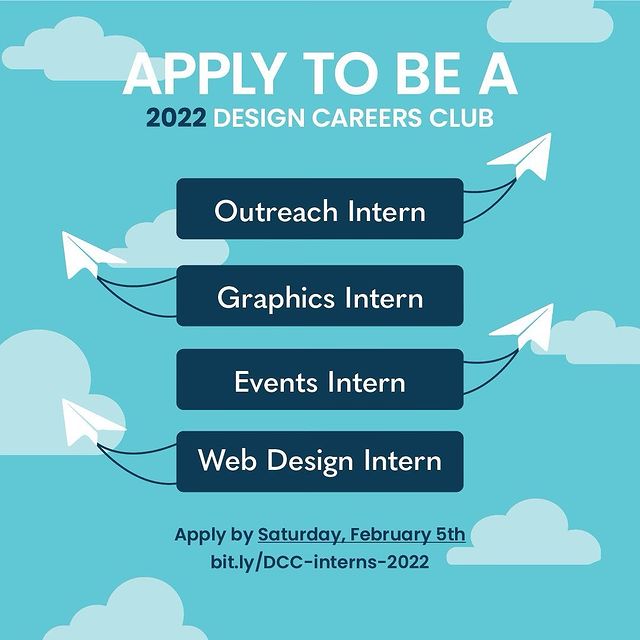 APPLY TO BE A
2022 DESIGN CAREERS CLUB
Outreach Intern
Graphics Intern
Events Intern
Web Design Intern
Apply by Saturday, February 5th
bit.ly/DCC-interns-2022